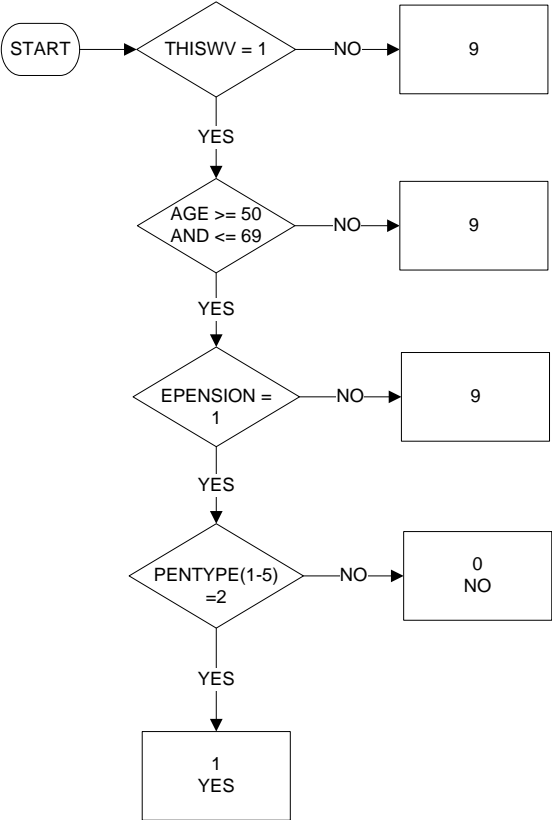 START
THISWV = 1
NO
9
YES
AGE >= 50
AND <= 69
NO
9
YES
EPENSION =
1
NO
9
YES
PENTYPE(1-5)
=2
NO
0
NO
YES
1
YES